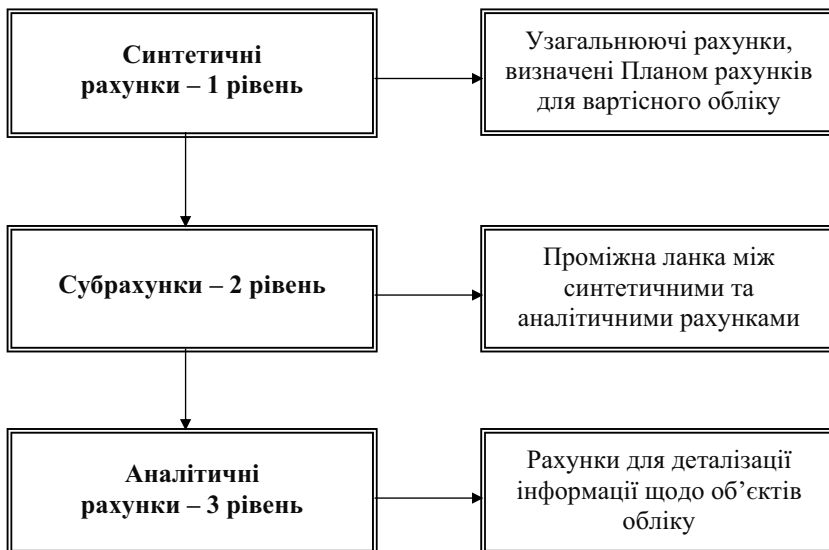 Синтетичні
рахунки – 1 рівень
Узагальнюючі рахунки,
визначені Планом рахунків
для вартісного обліку
Субрахунки – 2 рівень
Проміжна ланка між
синтетичними та
аналітичними рахунками
Аналітичні
рахунки – 3 рівень
Рахунки для деталізації
інформації щодо об’єктів
обліку